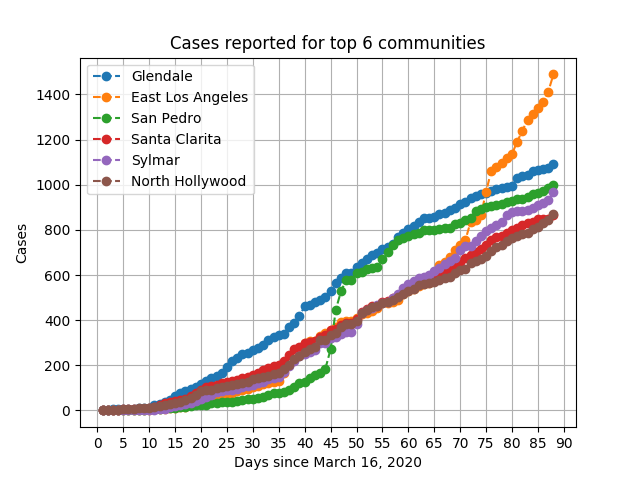 Cases reported for top 6 communities
Glendale
East Los Angeles
San Pedro
Santa Clarita
Sylmar
North Hollywood
Cases
1400
1200
1000
800
600
400
200
0
0 5 10 15 20 25 30 35 40 45 50 55 60 65 70 75 80 85 90
Days since March 16, 2020